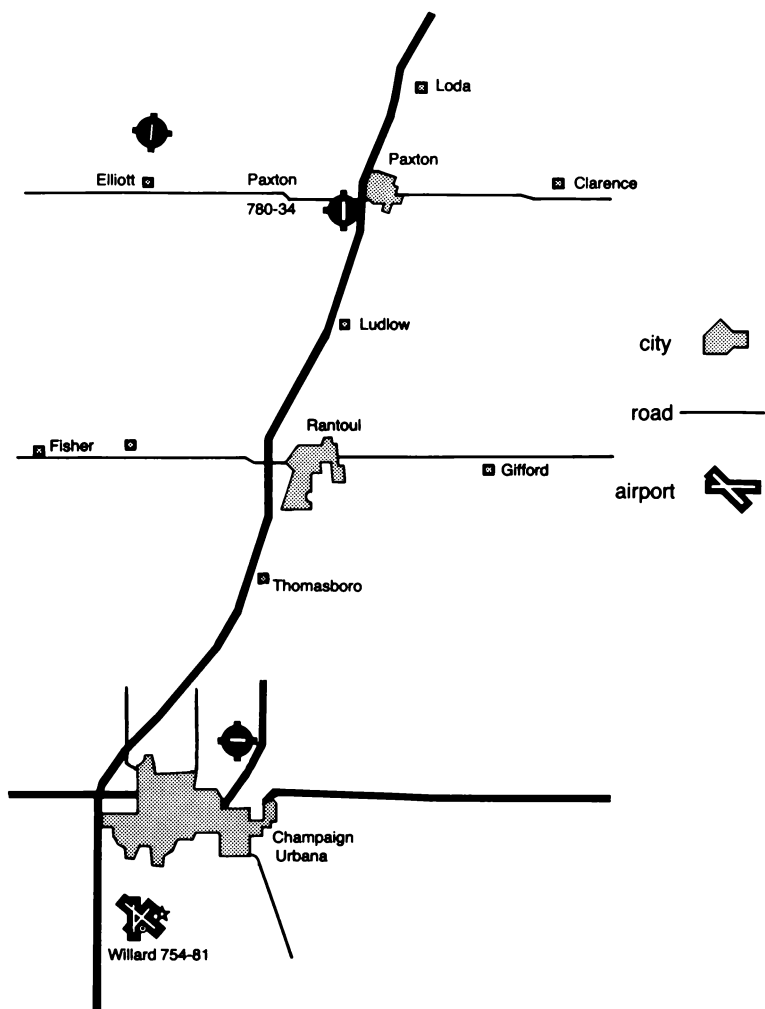 Loda
Paxton
Elliott
Paxton
780-34
Clarence
Ludlow
city
road
Rantoul
Fisher
Gifford
airport
Thomasboro
Champaign
Urbana
Willard 754-81